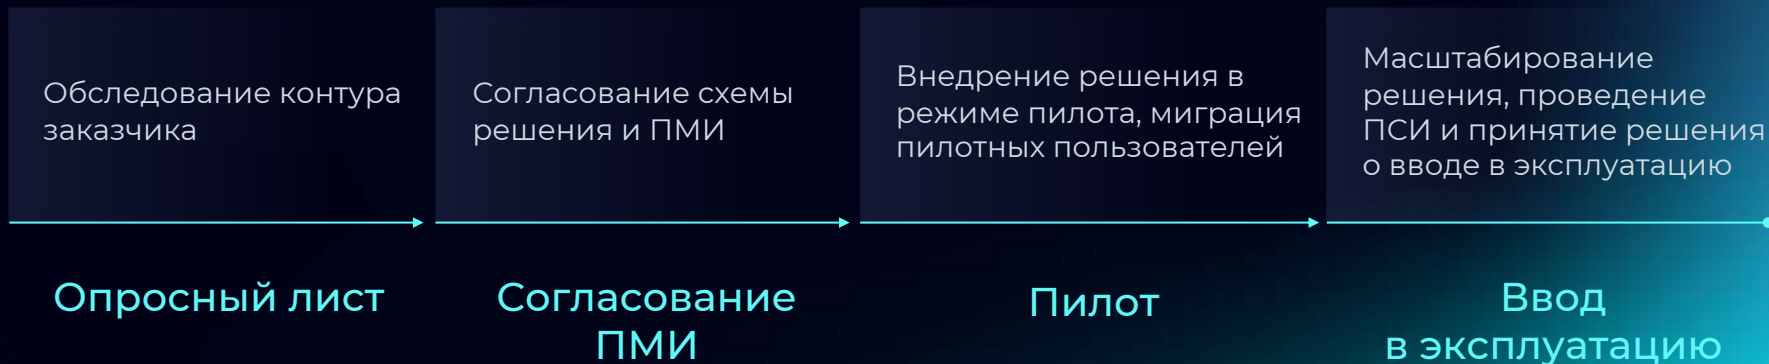 Обследование контура
заказчика
Согласование схемы
решения и ПМИ
Внедрение решения в
режиме пилота, миграция
пилотных пользователей
Масштабирование
решения, проведение
ПСИ и принятие решения
о вводе в эксплуатацию
Опросный лист
Согласование
ПМИ
Пилот
Ввод
в эксплуатацию